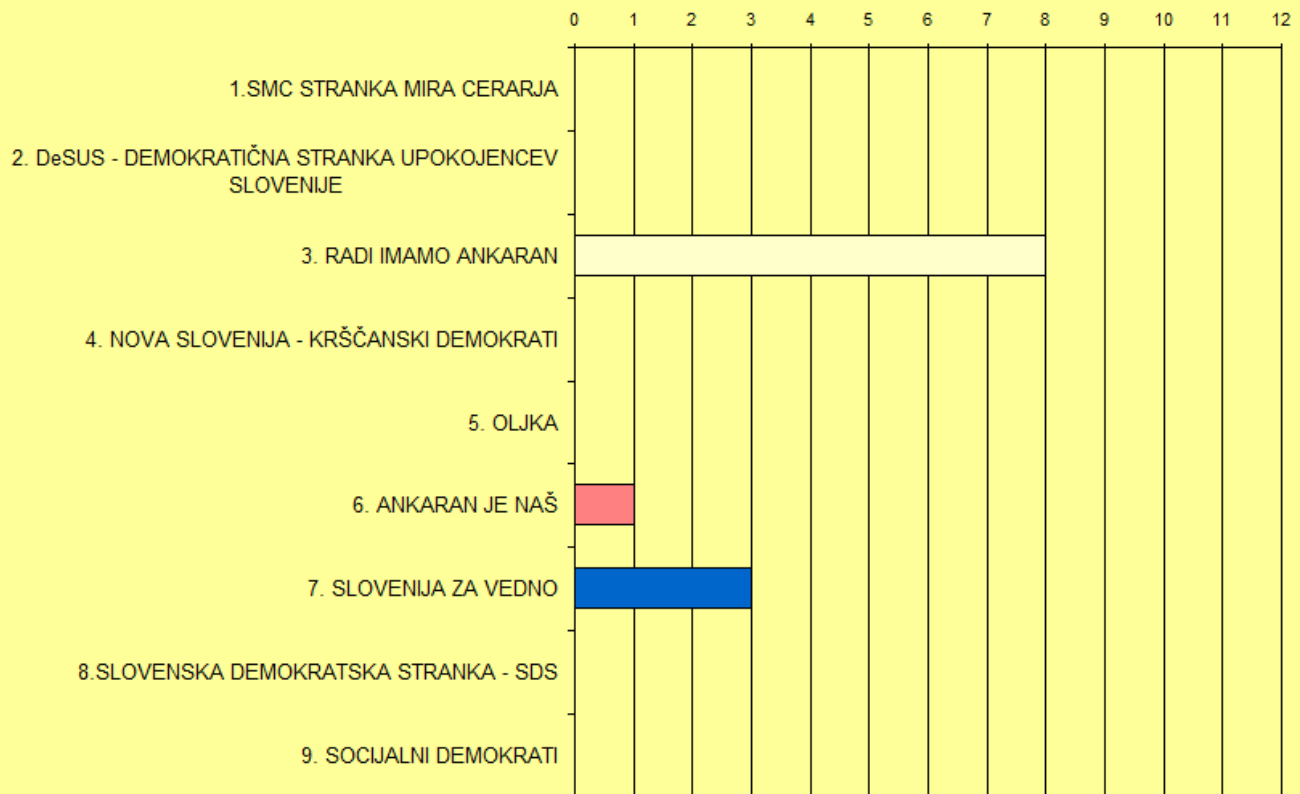 0 1 2 3 4 5 6 7 8 9 10 11 12
1.SMC STRANKA MIRA CERARJA
2. DeSUS - DEMOKRATIČNA STRANKA UPOKOJENCEV
SLOVENIJE
3. RADI IMAMO ANKARAN
4. NOVA SLOVENIJA - KRŠČANSKI DEMOKRATI
5. OLJKA
6. ANKARAN JE NAŠ
7. SLOVENIJA ZA VEDNO
8.SLOVENSKA DEMOKRATSKA STRANKA - SDS
9. SOCIJALNI DEMOKRATI